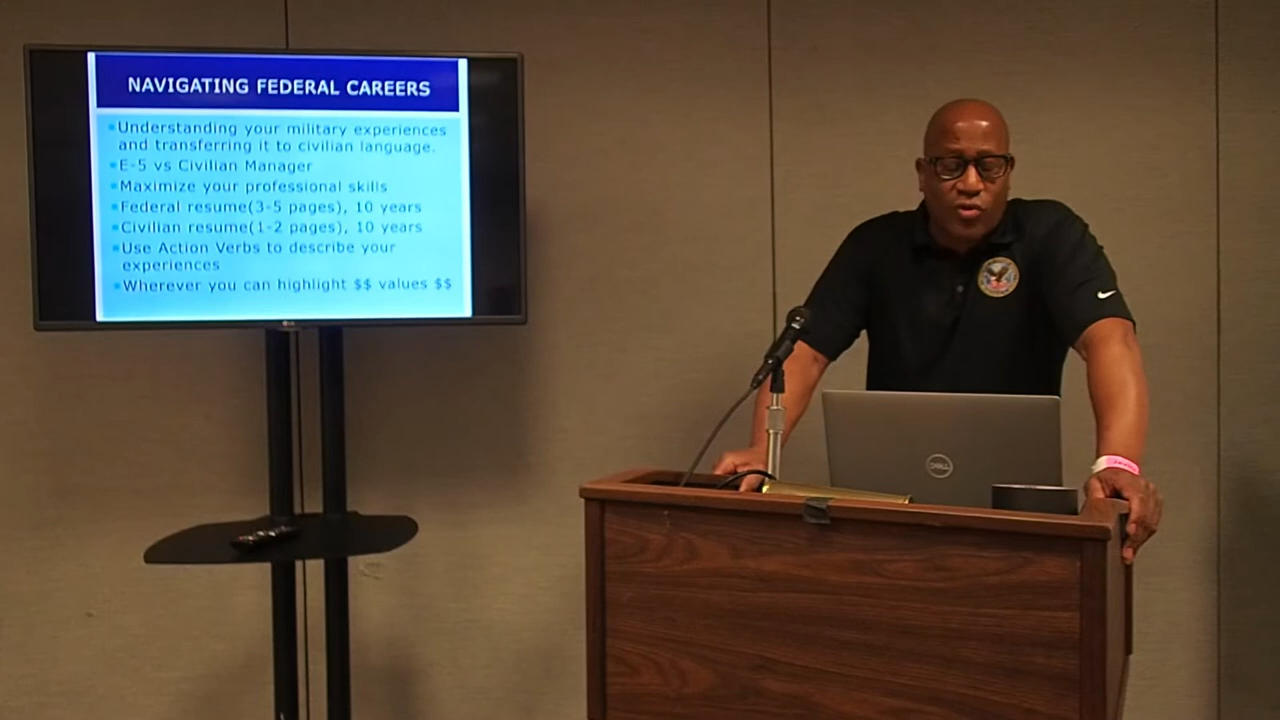 NAVIGATING FEDERAL CAREERS
Understanding your military experiences
and transferring it to civilian language.
E-5 vs Civilian Manager
Maximize your professional skills
Federal resume(3-5 pages), 10 years
Civilian resume(1-2 pages), 10 years
Use Action Verbs to describe your
experiences
Wherever you can highlight $$ values $$
LG
DELL